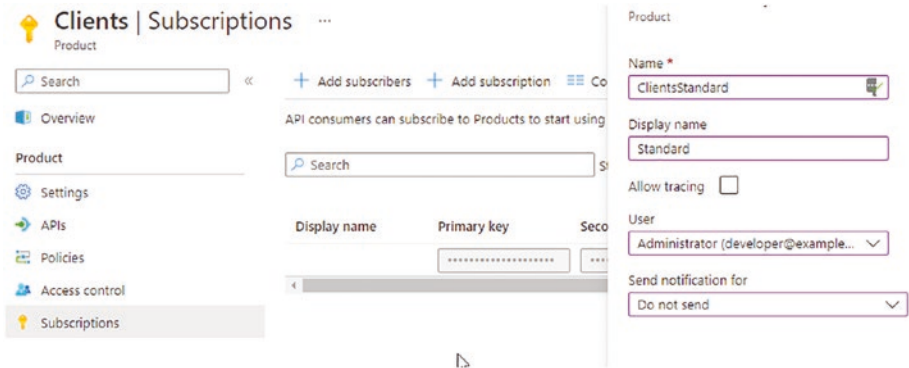 Clients | Subscriptions ...
Product
Search
«
Overview
Product
Settings
APIs
Policies
Access control
Subscriptions
+ Add subscribers + Add subscription Co
API consumers can subscribe to Products to start using
Search
Display name Primary key Seco
Product
Name *
ClientsStandard
Display name
Standard
Allow tracing
User
Administrator (developer@example...
Send notification for
Do not send